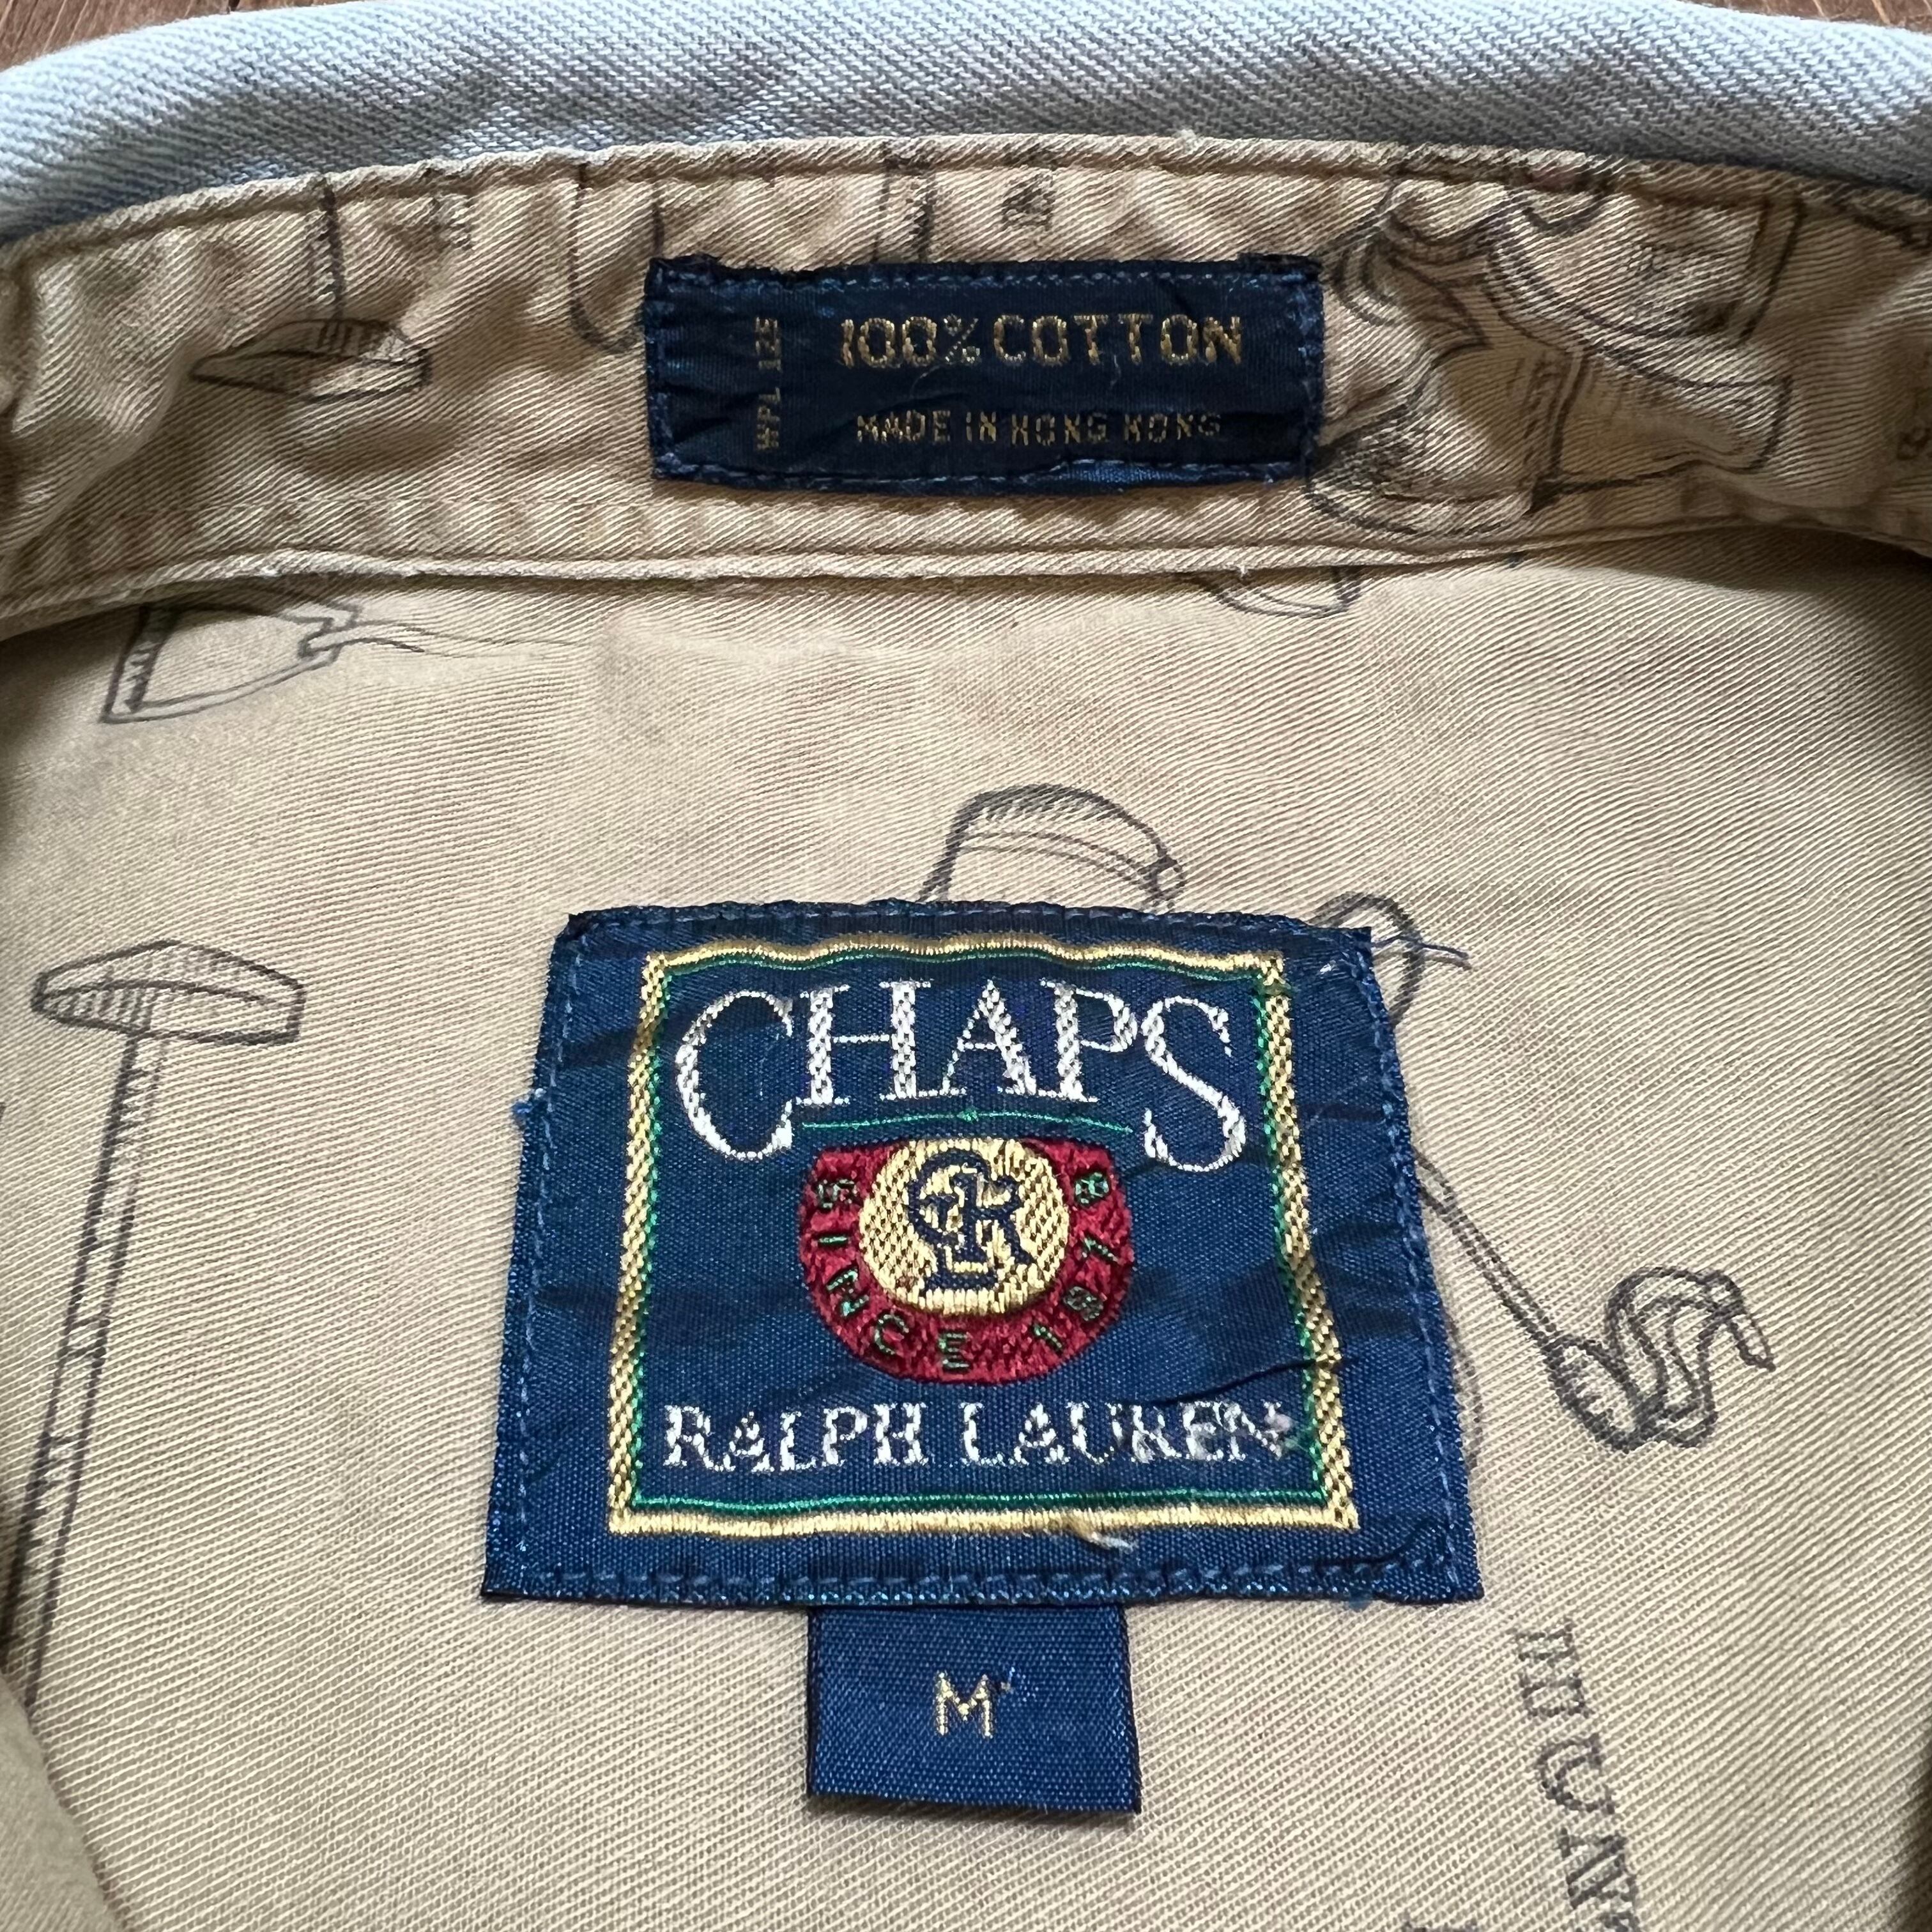 WPL 125
100% COTTON
MADE IN HONG KONG
CHAPS
SINCE 1978
RALPH LAUREN
M